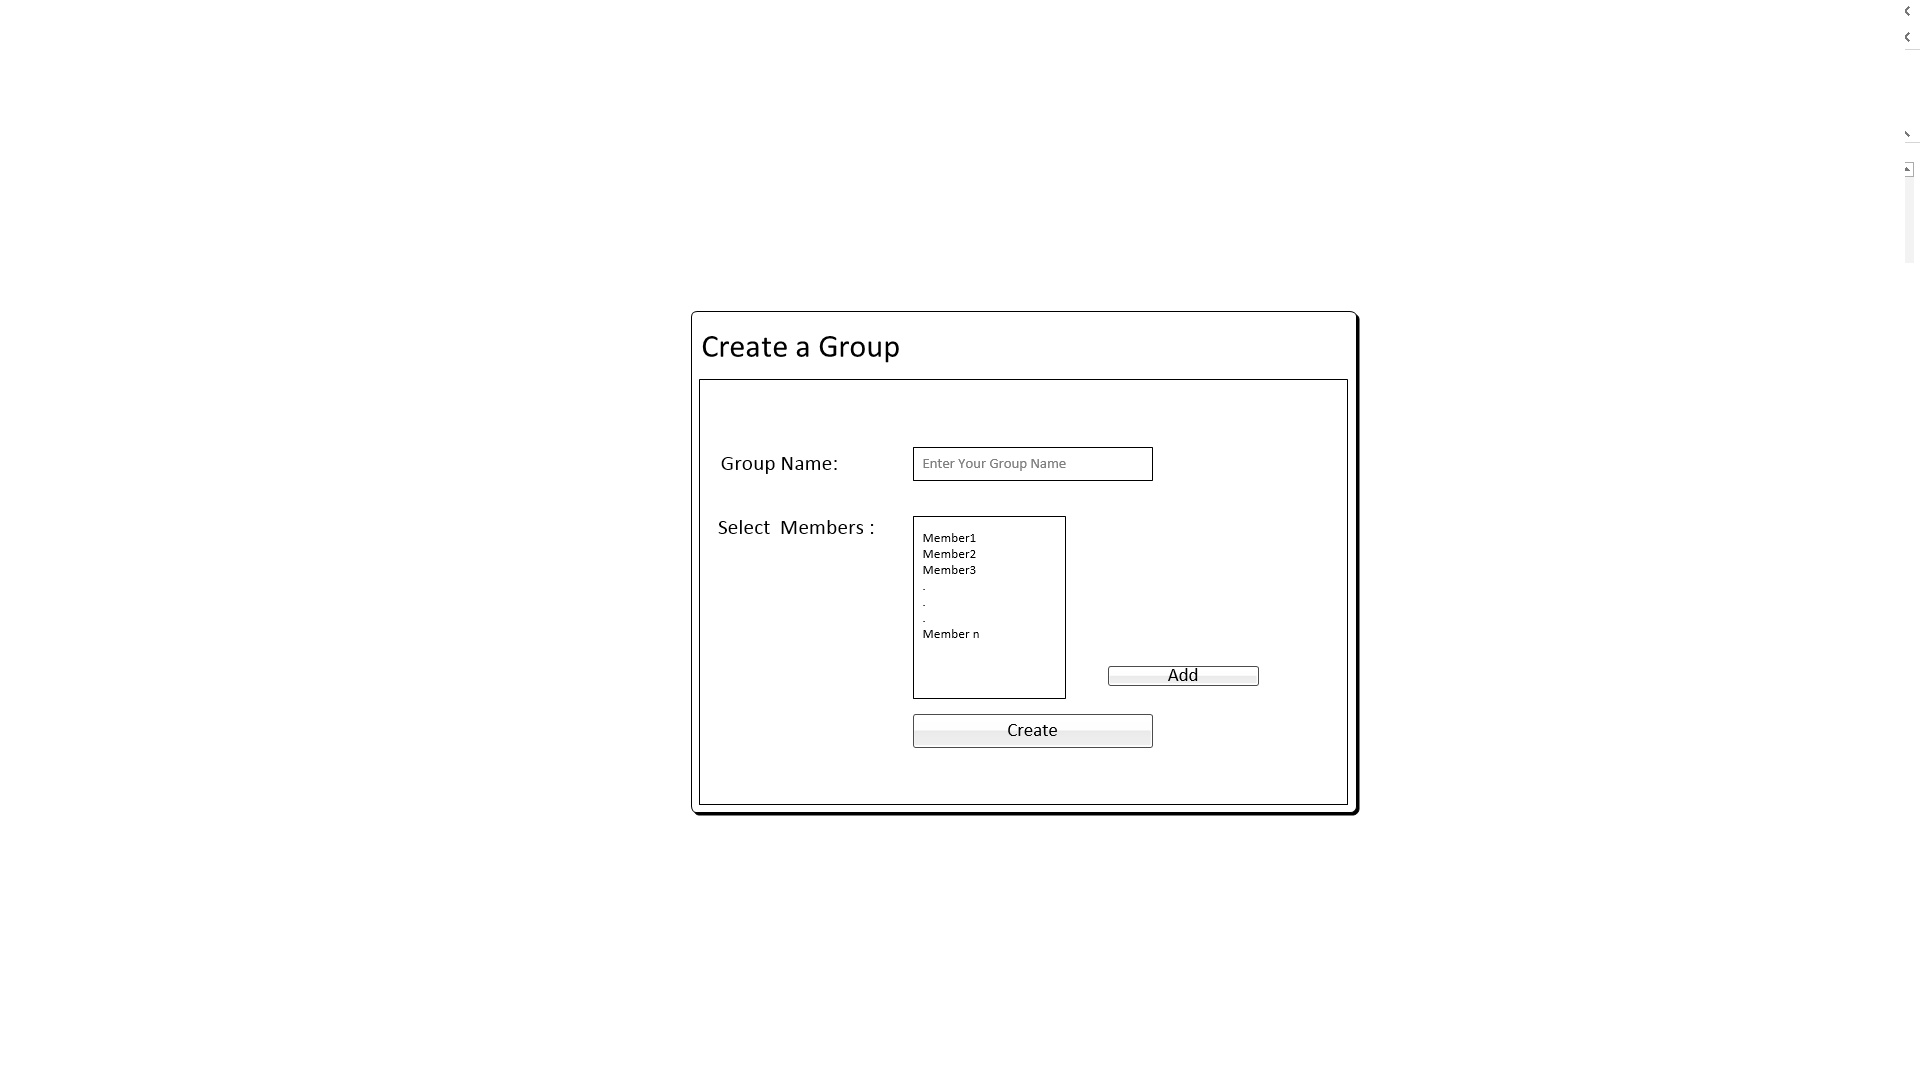 Create a Group
Group Name:
Enter Your Group Name
Select  Members :
Member1
Member2
Member3
.
.
.
Member n
Add
Create